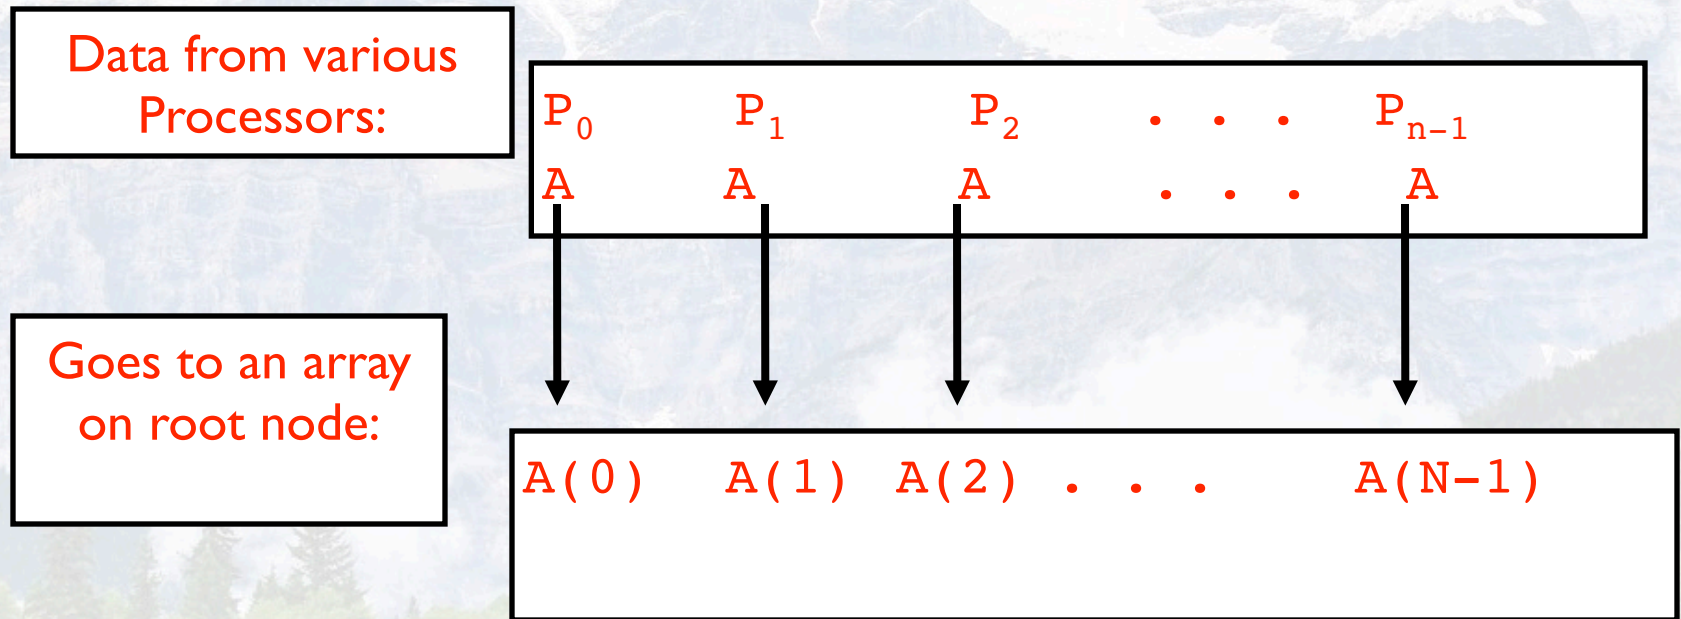 Data from various
Processors:
P₀ P₁ P₂ . . . Pₙ₋₁
A A A . . . A
Goes to an array
on root node:
A(0) A(1) A(2) . . . A(N-1)